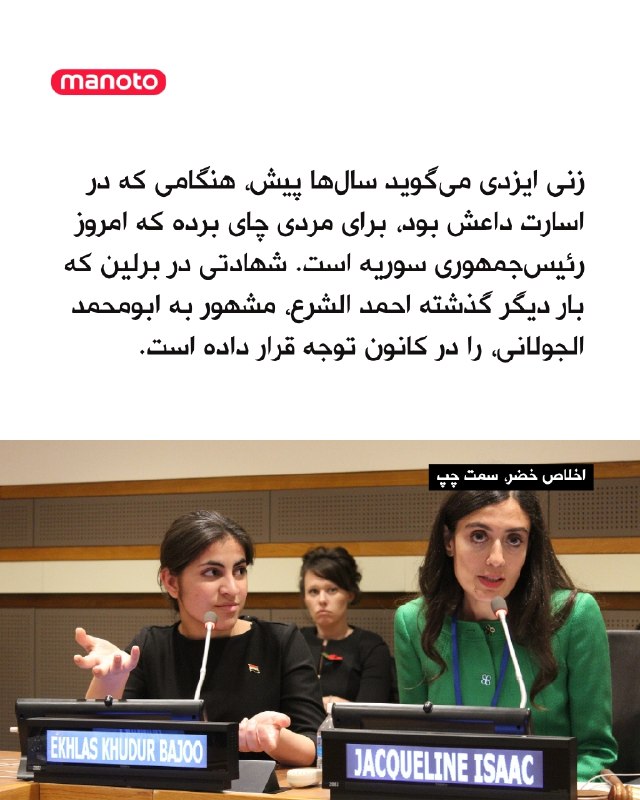 manoto
زنی ایزدی می‌گوید سال‌ها پیش، هنگامی که در
اسارت داعش بود، برای مردی چای برده که امروز
رئیس‌جمهوری سوریه است. شهادتی در برلین که
بار دیگر گذشته احمد الشرع، مشهور به ابومحمد
الجولانی، را در کانون توجه قرار داده است.
اخلاص خضر، سمت چپ
EKHLAS KHUDUR BAJOO
JACQUELINE ISAAC